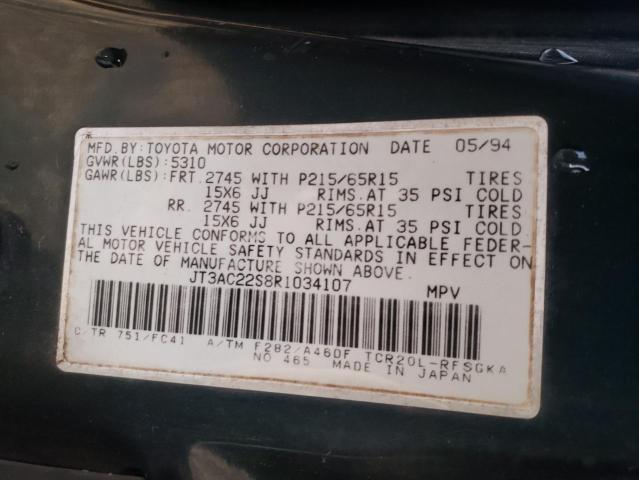 MFD.BY:TOYOTA MOTOR CORPORATION DATE 05/94
GVWR(LBS):5310
GAWR(LBS):FRT.2745 WITH P215/65R15 TIRES
15X6 JJ RIMS.AT 35 PSI COLD
RR. 2745 WITH P215/65R15 TIRES
15X6 JJ RIMS.AT 35 PSI COLD
THIS VEHICLE CONFORMS TO ALL APPLICABLE FEDER-
AL MOTOR VEHICLE SAFETY STANDARDS IN EFFECT ON
THE DATE OF MANUFACTURE SHOWN ABOVE.
JT3AC22S8R1034107 MPV
C/TR 751/FC41 A/TM F282/A46DF TCR20L-RFSGKA
NO 465 MADE IN JAPAN